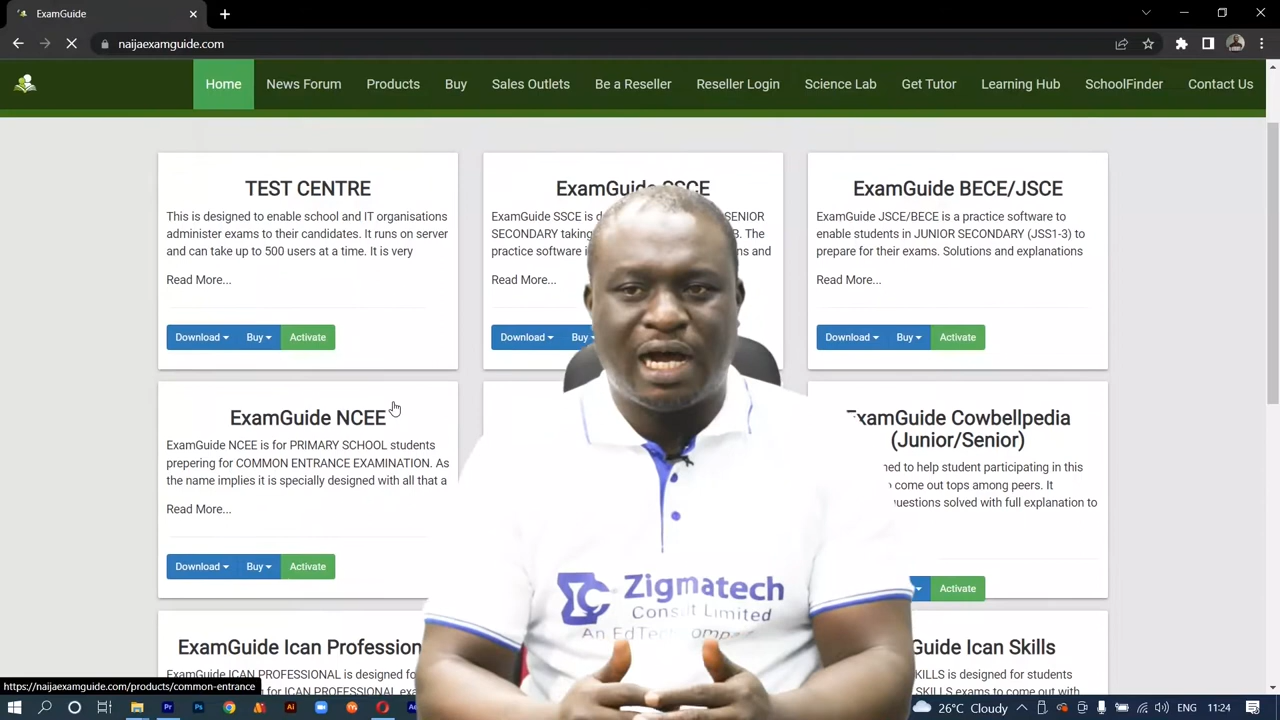 ExamGuide
naijaexamguide.com
Home
News Forum
Products
Buy
Sales Outlets
Be a Reseller
Reseller Login
Science Lab
Get Tutor
Learning Hub
SchoolFinder
Contact Us
TEST CENTRE
This is designed to enable school and IT organisations
administer exams to their candidates. It runs on server
and can take up to 500 users at a time. It is very
Read More...
Download
Buy
Activate
ExamGuide SSCE
ExamGuide SSCE is d SENIOR
SECONDARY taking B. The
practice software i ns and
Read More...
Download
Buy
ExamGuide BECE/JSCE
ExamGuide JSCE/BECE is a practice software to
enable students in JUNIOR SECONDARY (JSS1-3) to
prepare for their exams. Solutions and explanations
Read More...
Download
Buy
Activate
ExamGuide NCEE
ExamGuide NCEE is for PRIMARY SCHOOL students
prepering for COMMON ENTRANCE EXAMINATION. As
the name implies it is specially designed with all that a
Read More...
Download
Buy
Activate
ExamGuide Cowbellpedia
(Junior/Senior)
ned to help student participating in this
come out tops among peers. It
questions solved with full explanation to
Activate
Zigmatech
Consult Limited
An EdTech Compa
ExamGuide Ican Profession
ExamGuide ICAN PROFESSIONAL is designed fo
ng for ICAN PROFESSIONAL exa
Guide Ican Skills
SKILLS is designed for students
SKILLS exams to come out with
https://naijaexamguide.com/products/common-entrance
26°C Cloudy
ENG
11:24